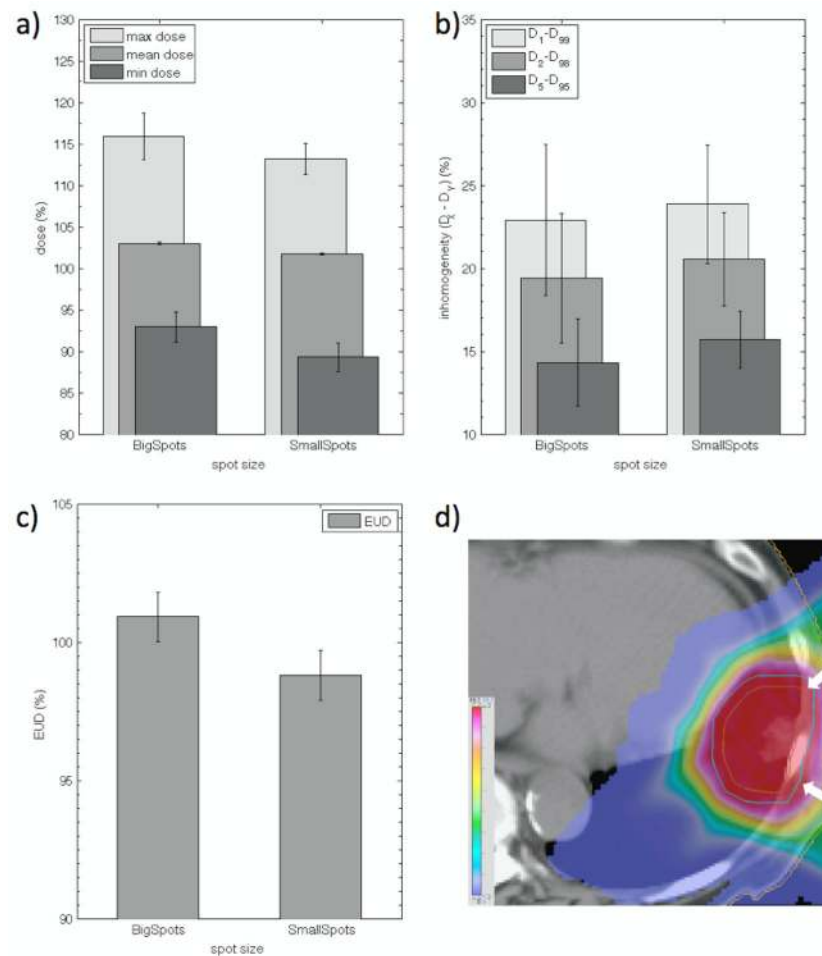 a)
130
125
120
115
110
105
100
95
90
85
80
dose (%)
max dose
mean dose
min dose
BigSpots
SmallSpots
spot size
b)
35
30
25
20
15
10
inhomogeneity (Dx - Dy) (%)
D1-D99
D2-D98
D5-D95
BigSpots
SmallSpots
spot size
c)
105
100
95
90
EUD (%)
EUD
BigSpots
SmallSpots
spot size
d)